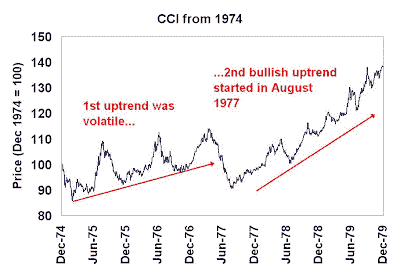 CCI from 1974
Price (Dec 1974 = 100)
150
140
130
120
110
100
90
80
1st uptrend was
volatile...
...2nd bullish uptrend
started in August
1977
Dec-74
Jun-75
Dec-75
Jun-76
Dec-76
Jun-77
Dec-77
Jun-78
Dec-78
Jun-79
Dec-79